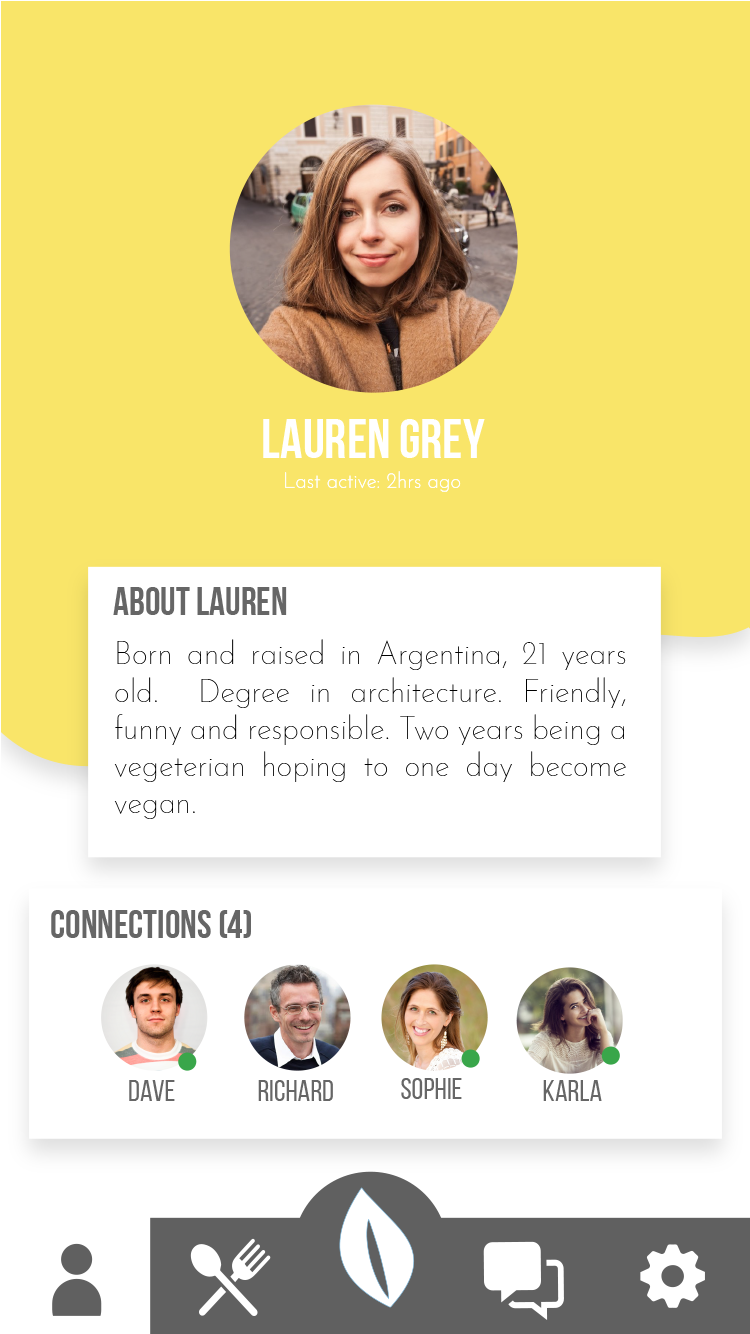 LAUREN GREY
Last active: 2hrs ago
ABOUT LAUREN
Born and raised in Argentina, 21 years
old. Degree in architecture. Friendly,
funny and responsible. Two years being a
vegeterian hoping to one day become
vegan.
CONNECTIONS (4)
DAVE RICHARD SOPHIE KARLA